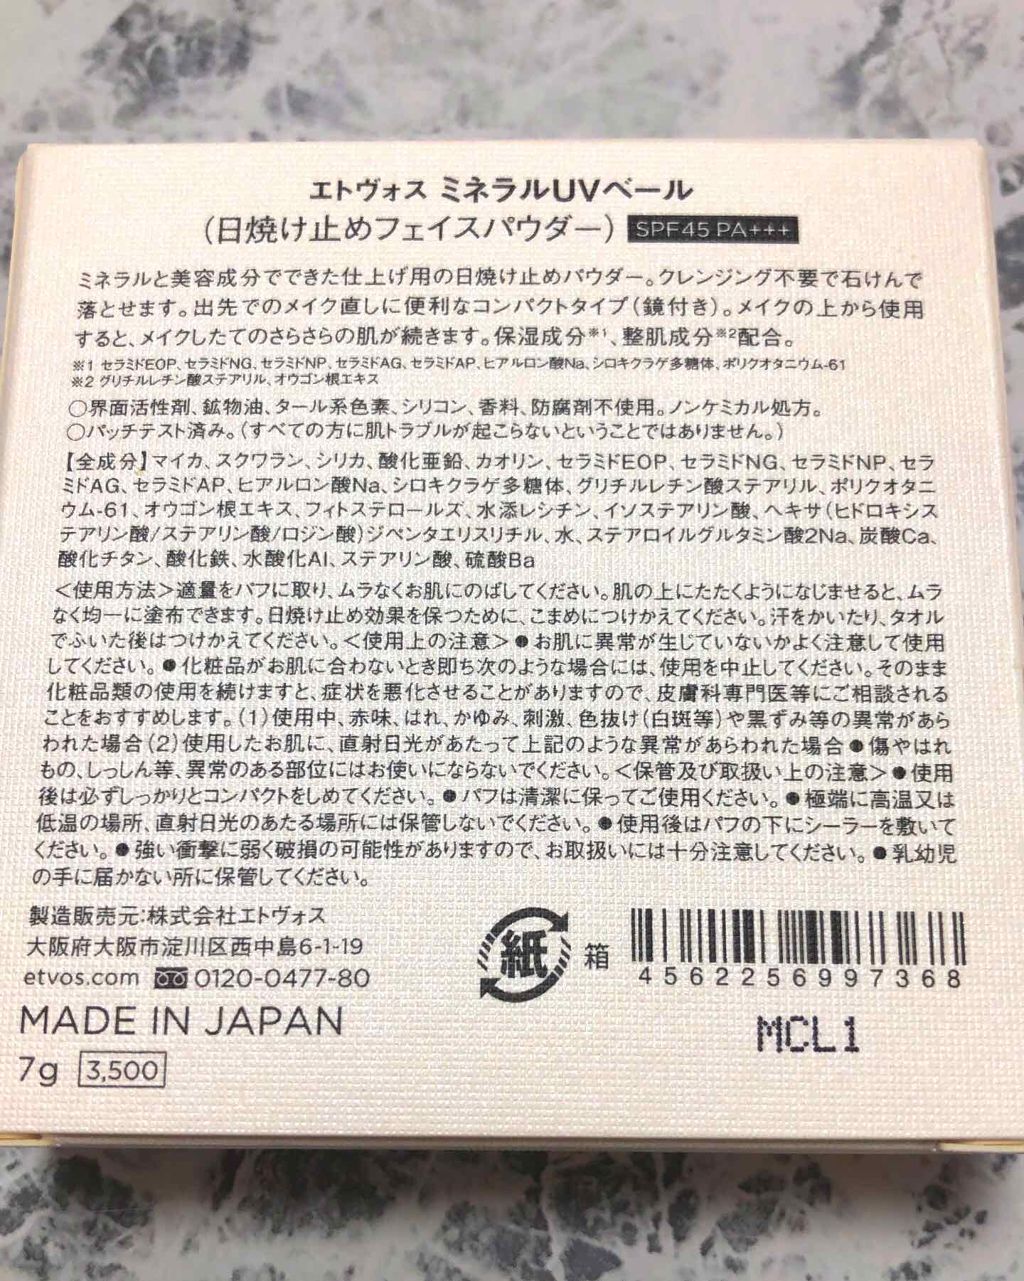 エトヴォス ミネラルUVベール
(日焼け止めフェイスパウダー) SPF45 PA+++
ミネラルと美容成分でできた仕上げ用の日焼け止めパウダー。クレンジング不要で石けんで
落とせます。出先でのメイク直しに便利なコンパクトタイプ(鏡付き)。メイクの上から使用
すると、メイクしたてのさらさらの肌が続きます。保湿成分※1、整肌成分※2配合。
※1 セラミドEOP、セラミドNG、セラミドNP、セラミドAG、セラミドAP、ヒアルロン酸Na、シロキクラゲ多糖体、ポリクオタニウム-61
※2 グリチルレチン酸ステアリル、オウゴン根エキス
○界面活性剤、鉱物油、タール系色素、シリコン、香料、防腐剤不使用。ノンケミカル処方。
○パッチテスト済み。(すべての方に肌トラブルが起こらないということではありません。)
【全成分】マイカ、スクワラン、シリカ、酸化亜鉛、カオリン、セラミドEOP、セラミドNG、セラミドNP、セラ
ミドAG、セラミドAP、ヒアルロン酸Na、シロキクラゲ多糖体、グリチルレチン酸ステアリル、ポリクオタニ
ウム-61、オウゴン根エキス、フィトステロールズ、水添レシチン、イソステアリン酸、ヘキサ(ヒドロキシス
テアリン酸/ステアリン酸/ロジン酸)ジペンタエリスリチル、水、ステアロイルグルタミン酸2Na、炭酸Ca、
酸化チタン、酸化鉄、水酸化Al、ステアリン酸、硫酸Ba
<使用方法>適量をパフに取り、ムラなくお肌にのばしてください。肌の上にたたくようになじませると、ムラ
なく均一に塗布できます。日焼け止め効果を保つために、こまめにつけかえてください。汗をかいたり、タオル
でふいた後はつけかえてください。<使用上の注意>●お肌に異常が生じていないかよく注意して使用
してください。●化粧品がお肌に合わないとき即ち次のような場合には、使用を中止してください。そのまま
化粧品類の使用を続けますと、症状を悪化させることがありますので、皮膚科専門医等にご相談される
ことをおすすめします。(1)使用中、赤味、はれ、かゆみ、刺激、色抜け(白斑等)や黒ずみ等の異常があら
われた場合(2)使用したお肌に、直射日光があたって上記のような異常があらわれた場合●傷やはれ
もの、しっしん等、異常のある部位にはお使いにならないでください。<保管及び取扱い上の注意>●使用
後は必ずしっかりとコンパクトをしめてください。●パフは清潔に保ってご使用ください。●極端に高温又は
低温の場所、直射日光のあたる場所には保管しないでください。●使用後はパフの下にシーラーを敷いて
ください。●強い衝撃に弱く破損の可能性がありますので、お取扱いには十分注意してください。●乳幼児
の手に届かない所に保管してください。
製造販売元:株式会社エトヴォス
大阪府大阪市淀川区西中島6-1-19
etvos.com 0120-0477-80
紙 箱
4562256997368
MADE IN JAPAN
MCL1
7g 3,500